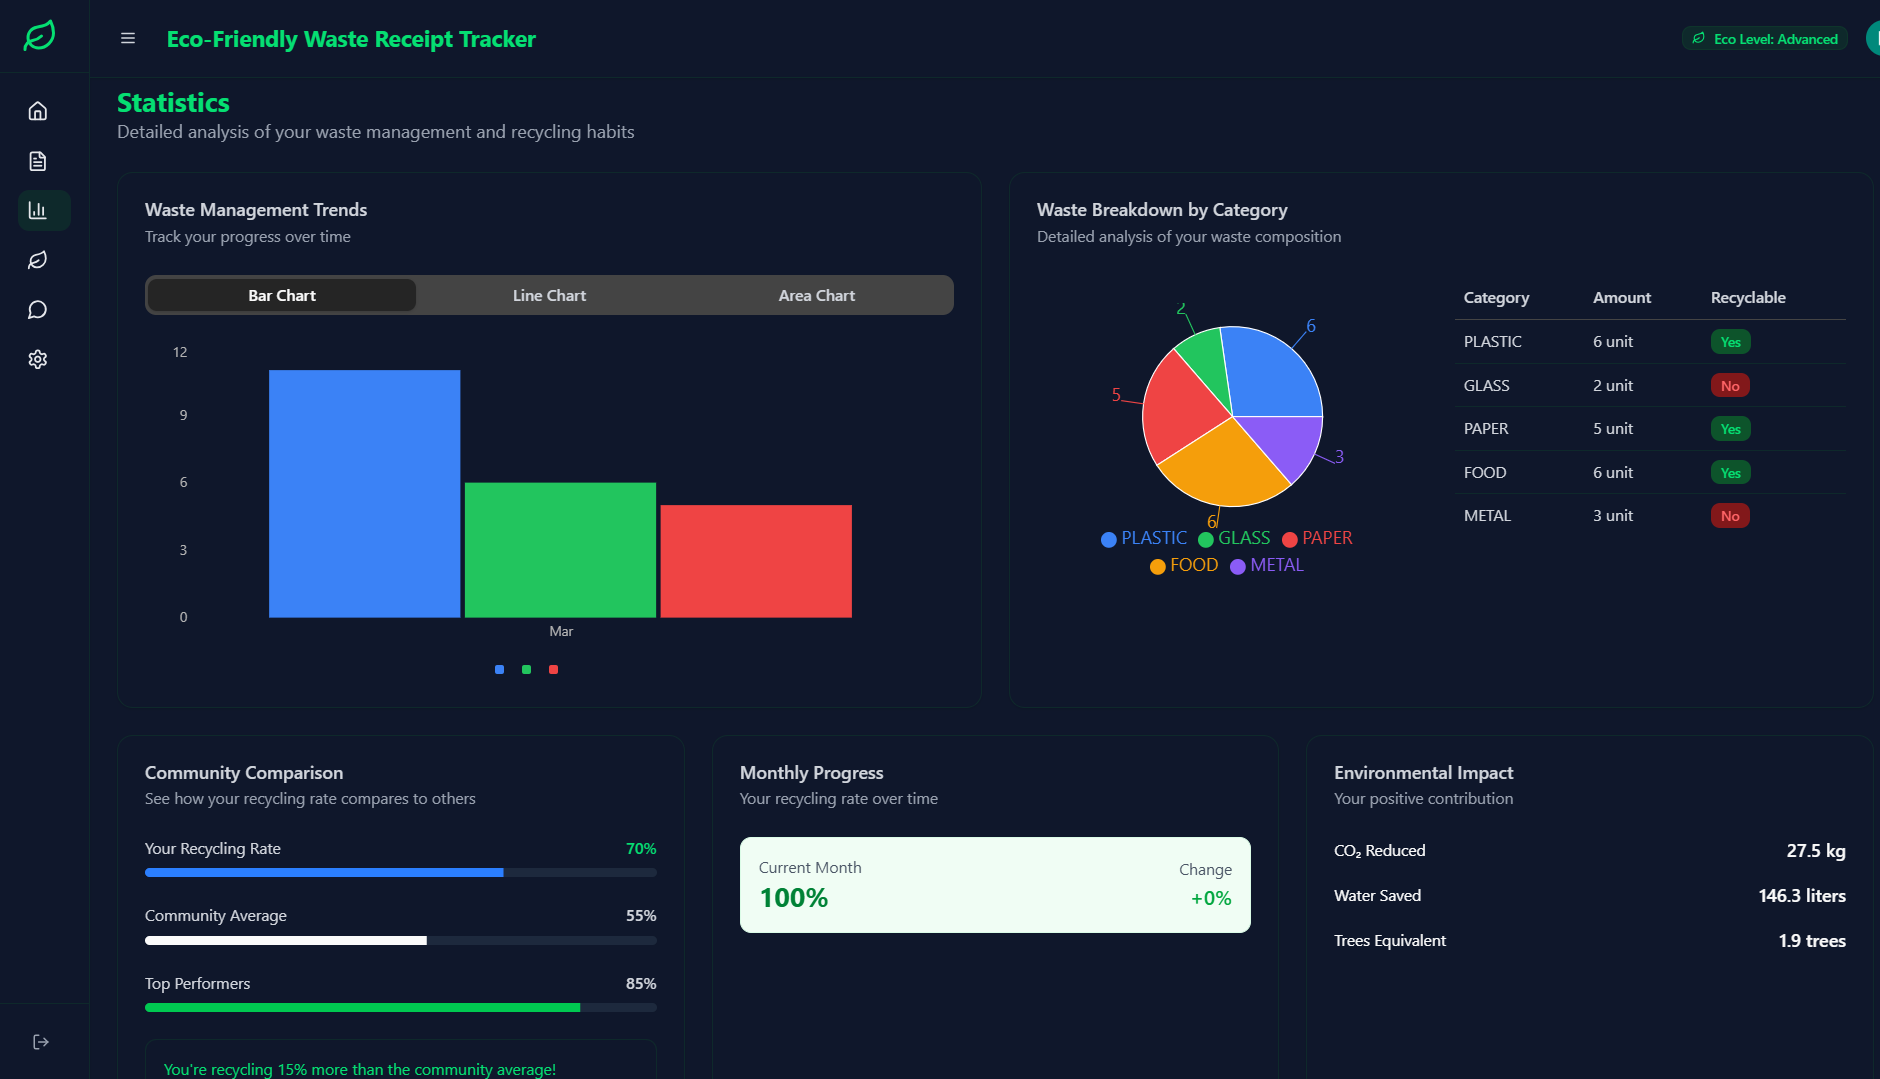 Eco-Friendly Waste Receipt Tracker
Eco Level: Advanced
Statistics
Detailed analysis of your waste management and recycling habits
Waste Management Trends
Track your progress over time
Bar Chart
Line Chart
Area Chart
12
9
6
3
0
Mar
Waste Breakdown by Category
Detailed analysis of your waste composition
2
6
5
3
6
PLASTIC GLASS PAPER
FOOD METAL
Category Amount Recyclable
PLASTIC 6 unit Yes
GLASS 2 unit No
PAPER 5 unit Yes
FOOD 6 unit Yes
METAL 3 unit No
Community Comparison
See how your recycling rate compares to others
Your Recycling Rate 70%
Community Average 55%
Top Performers 85%
You're recycling 15% more than the community average!
Monthly Progress
Your recycling rate over time
Current Month Change
100% +0%
Environmental Impact
Your positive contribution
CO₂ Reduced 27.5 kg
Water Saved 146.3 liters
Trees Equivalent 1.9 trees